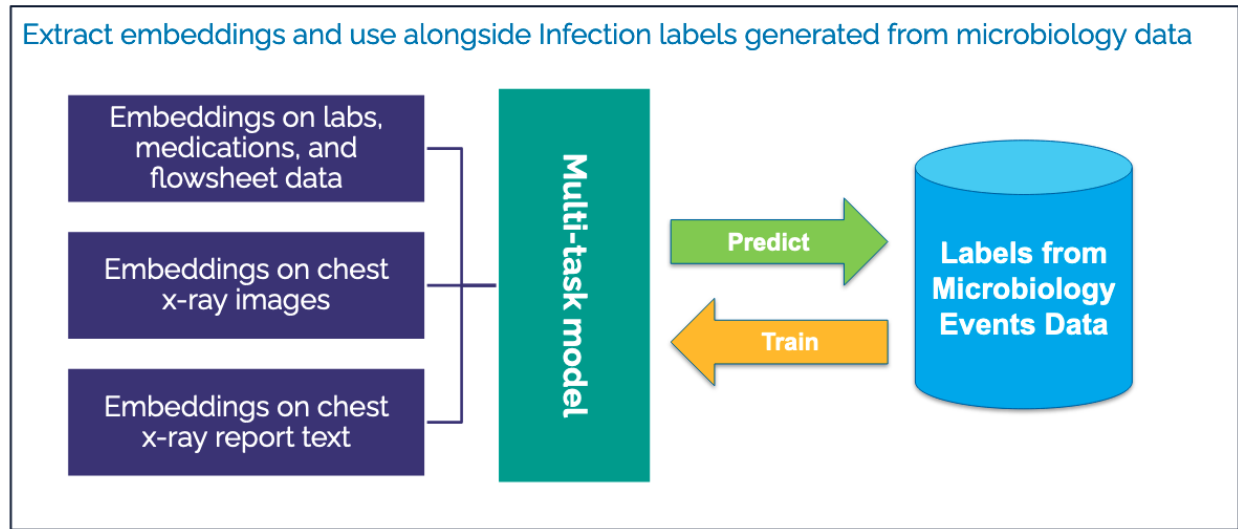 Extract embeddings and use alongside Infection labels generated from microbiology data
Embeddings on labs,
medications, and
flowsheet data
Embeddings on chest
x-ray images
Embeddings on chest
x-ray report text
Multi-task model
Predict
Train
Labels from
Microbiology
Events Data